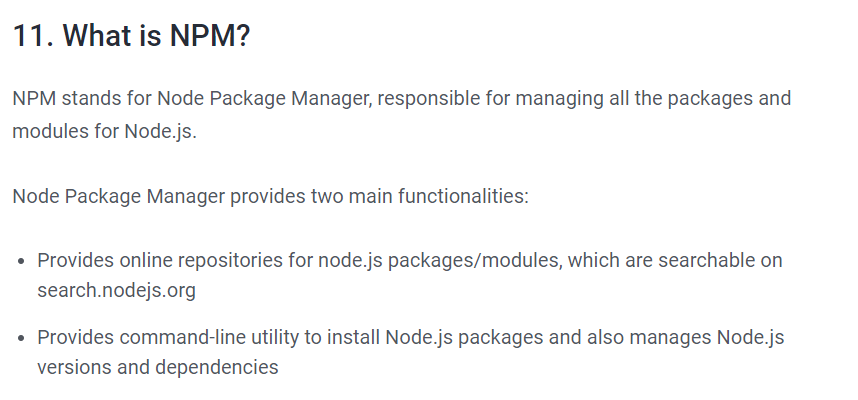 11. What is NPM?
NPM stands for Node Package Manager, responsible for managing all the packages and
modules for Node.js.
Node Package Manager provides two main functionalities:
• Provides online repositories for node.js packages/modules, which are searchable on
search.nodejs.org
• Provides command-line utility to install Node.js packages and also manages Node.js
versions and dependencies